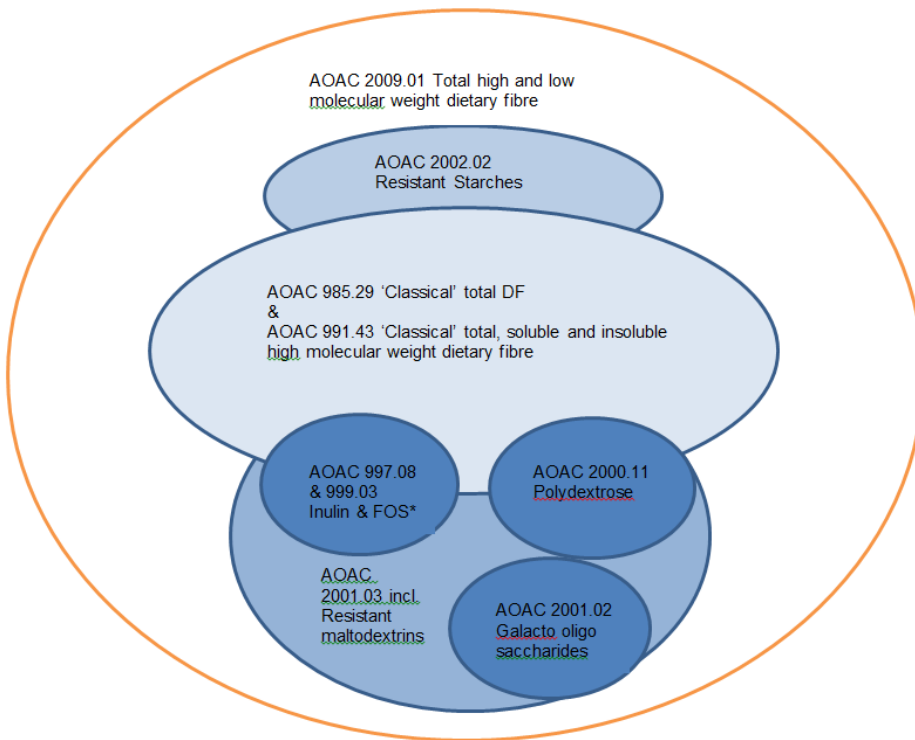 AOAC 2009.01 Total high and low
molecular weight dietary fibre
AOAC 2002.02
Resistant Starches
AOAC 985.29 ‘Classical’ total DF
&
AOAC 991.43 ‘Classical’ total, soluble and insoluble
high molecular weight dietary fibre
AOAC 997.08
& 999.03
Inulin & FOS*
AOAC 2000.11
Polydextrose
AOAC
2001.03 incl.
Resistant
maltodextrins
AOAC 2001.02
Galacto oligo
saccharides